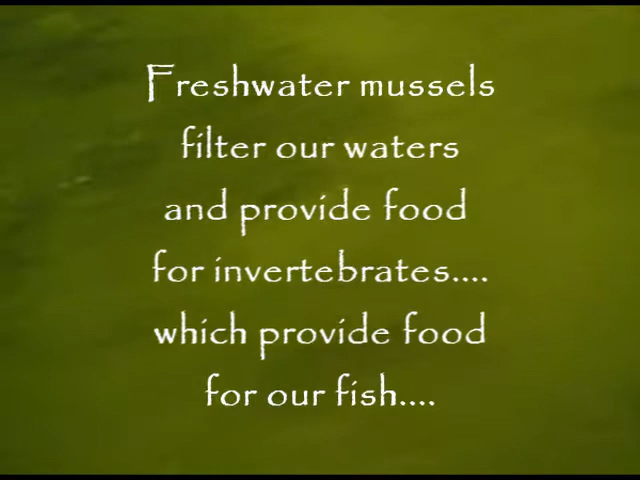 Freshwater mussels
filter our waters
and provide food
for invertebrates....
which provide food
for our fish....